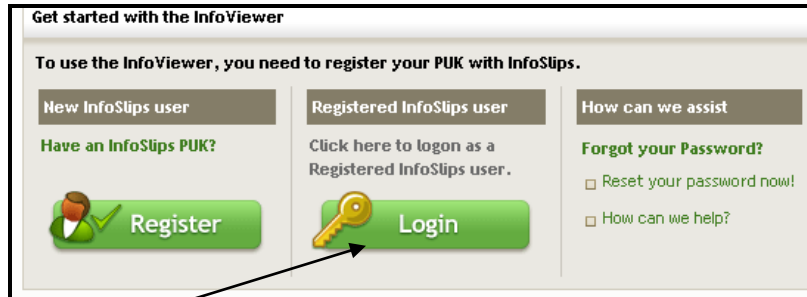 Get started with the InfoViewer
To use the InfoViewer, you need to register your PUK with InfoSlips.
New InfoSlips user
Have an InfoSlips PUK?
Register
Registered InfoSlips user
Click here to logon as a
Registered InfoSlips user.
Login
How can we assist
Forgot your Password?
Reset your password now!
How can we help?